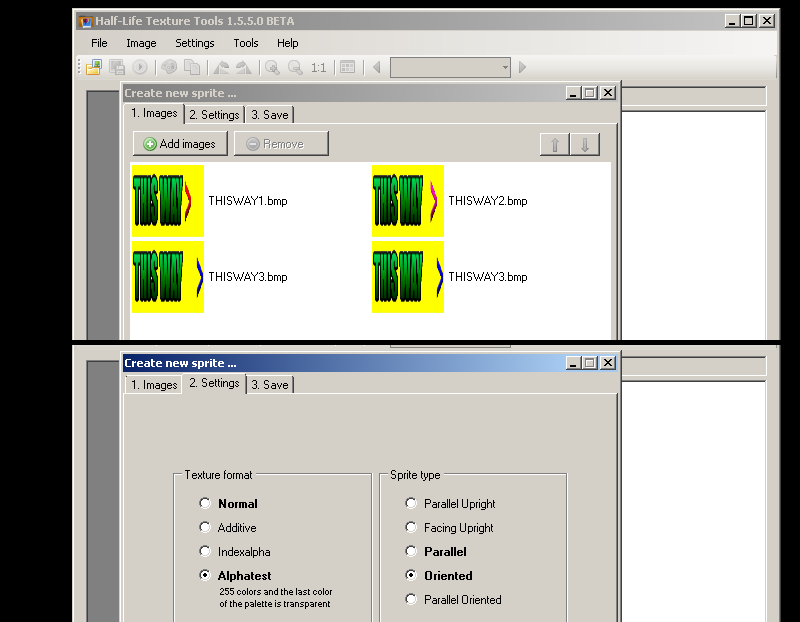 Half-Life Texture Tools 1.5.5.0 BETA
File Image Settings Tools Help
1:1
Create new sprite ...
1. Images 2. Settings 3. Save
Add images Remove
THIS WAY THISWAY1.bmp THIS WAY THISWAY2.bmp
THIS WAY THISWAY3.bmp THIS WAY THISWAY3.bmp
Create new sprite ...
1. Images 2. Settings 3. Save
Texture format Sprite type
Normal Parallel Upright
Additive Facing Upright
Indexalpha Parallel
Alphatest Oriented
255 colors and the last color
of the palette is transparent Parallel Oriented